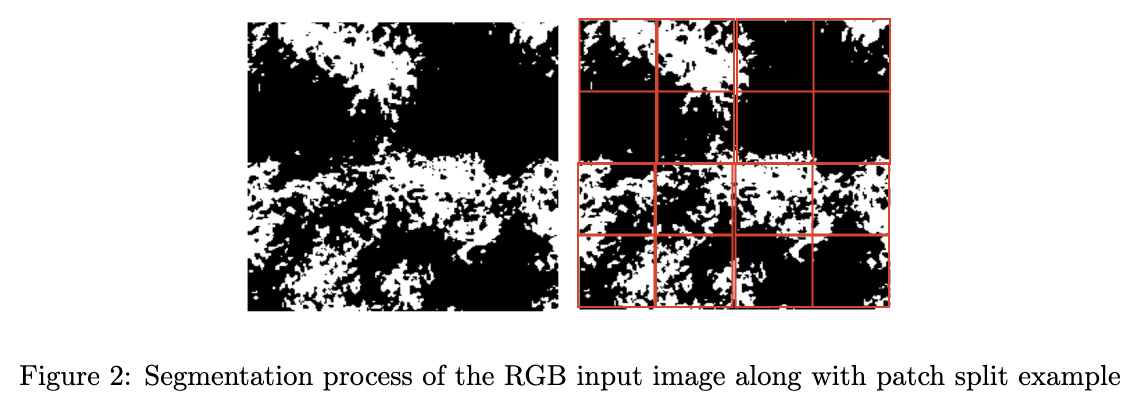 Figure 2: Segmentation process of the RGB input image along with patch split example